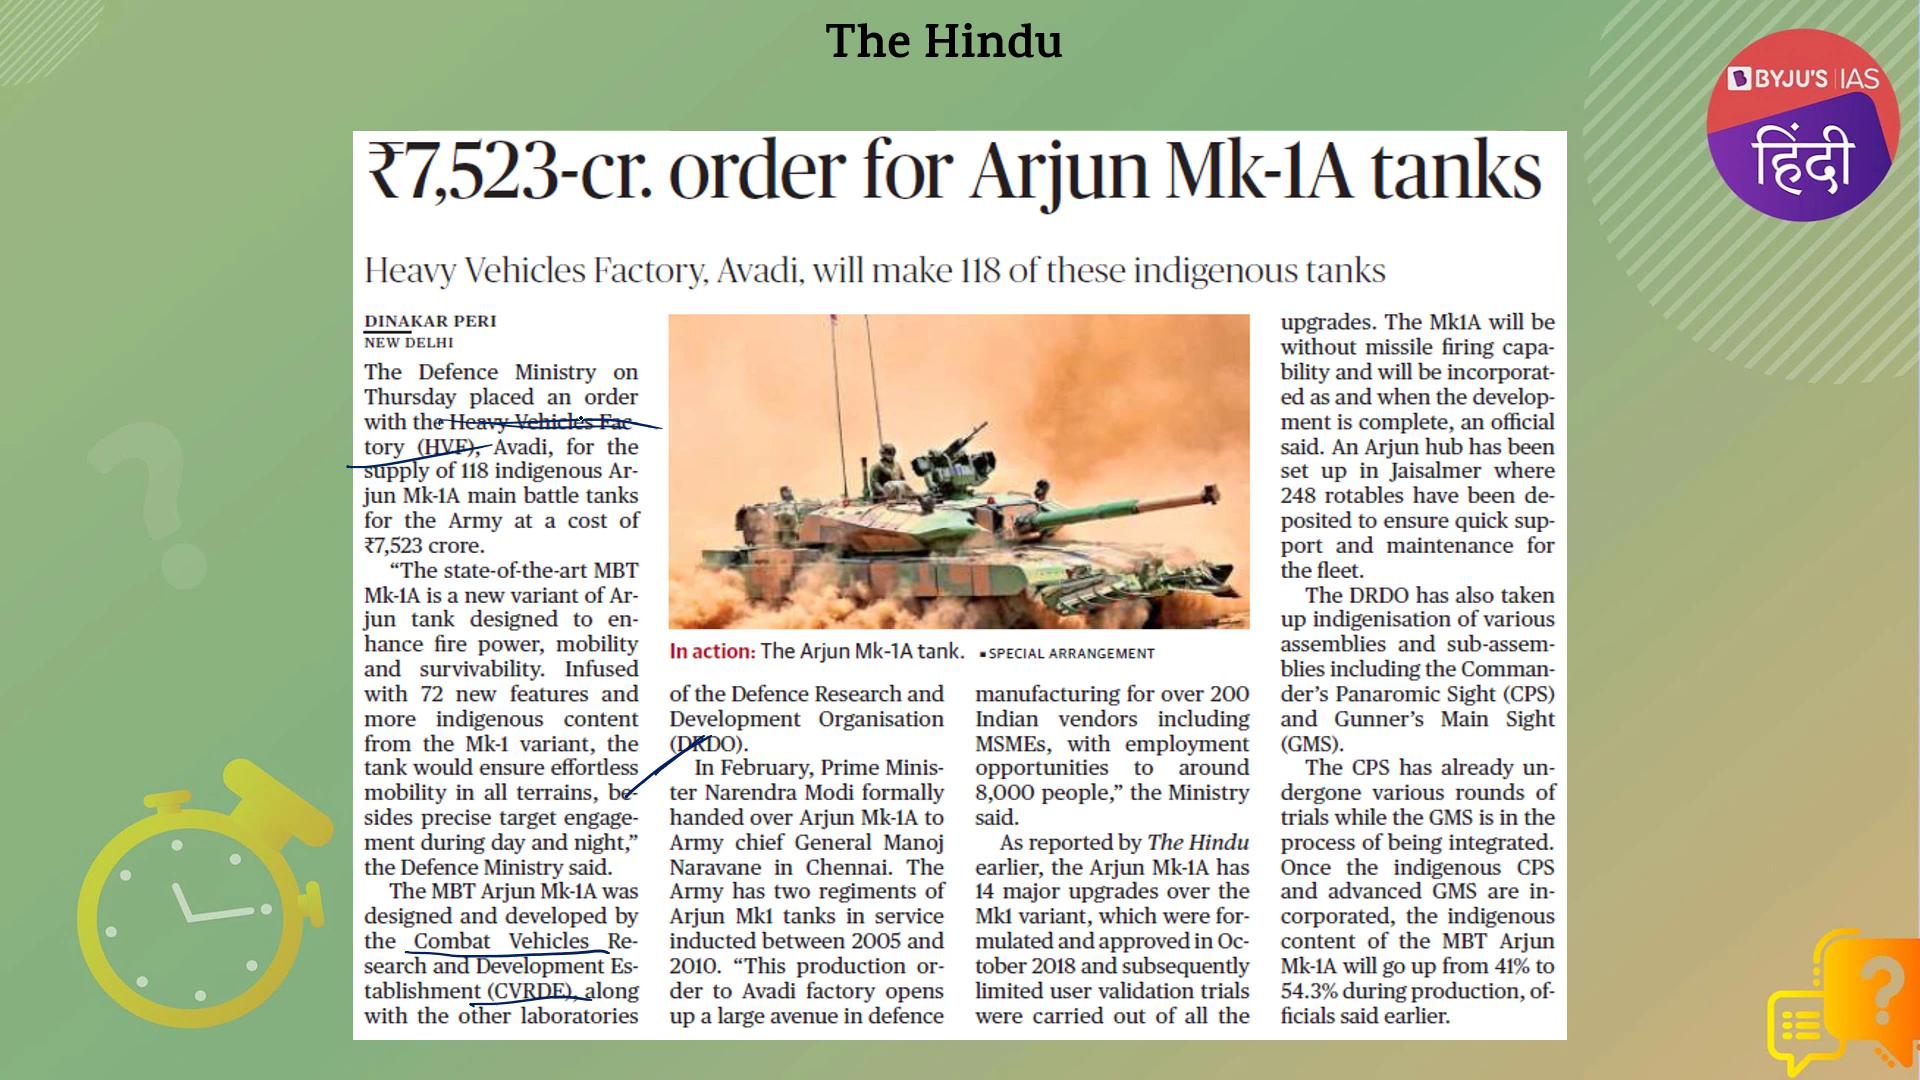 The Hindu
BYJU'S IAS
हिंदी
₹7,523-cr. order for Arjun Mk-1A tanks
Heavy Vehicles Factory, Avadi, will make 118 of these indigenous tanks
DINAKAR PERI
NEW DELHI
The Defence Ministry on
Thursday placed an order
with the Heavy Vehicles Fac-
tory (HVF), Avadi, for the
supply of 118 indigenous Ar-
jun Mk-1A main battle tanks
for the Army at a cost of
₹7,523 crore.
“The state-of-the-art MBT
Mk-1A is a new variant of Ar-
jun tank designed to en-
hance fire power, mobility
and survivability. Infused
with 72 new features and
more indigenous content
from the Mk-1 variant, the
tank would ensure effortless
mobility in all terrains, be-
sides precise target engage-
ment during day and night,”
the Defence Ministry said.
The MBT Arjun Mk-1A was
designed and developed by
the Combat Vehicles Re-
search and Development Es-
tablishment (CVRDE), along
with the other laboratories
In action: The Arjun Mk-1A tank. ▪SPECIAL ARRANGEMENT
of the Defence Research and
Development Organisation
(DRDO).
In February, Prime Minis-
ter Narendra Modi formally
handed over Arjun Mk-1A to
Army chief General Manoj
Naravane in Chennai. The
Army has two regiments of
Arjun Mk1 tanks in service
inducted between 2005 and
2010. “This production or-
der to Avadi factory opens
up a large avenue in defence
manufacturing for over 200
Indian vendors including
MSMEs, with employment
opportunities to around
8,000 people,” the Ministry
said.
As reported by The Hindu
earlier, the Arjun Mk-1A has
14 major upgrades over the
Mk1 variant, which were for-
mulated and approved in Oc-
tober 2018 and subsequently
limited user validation trials
were carried out of all the
upgrades. The Mk1A will be
without missile firing capa-
bility and will be incorporat-
ed as and when the develop-
ment is complete, an official
said. An Arjun hub has been
set up in Jaisalmer where
248 rotables have been de-
posited to ensure quick sup-
port and maintenance for
the fleet.
The DRDO has also taken
up indigenisation of various
assemblies and sub-assem-
blies including the Comman-
der’s Panaromic Sight (CPS)
and Gunner’s Main Sight
(GMS).
The CPS has already un-
dergone various rounds of
trials while the GMS is in the
process of being integrated.
Once the indigenous CPS
and advanced GMS are in-
corporated, the indigenous
content of the MBT Arjun
Mk-1A will go up from 41% to
54.3% during production, of-
ficials said earlier.